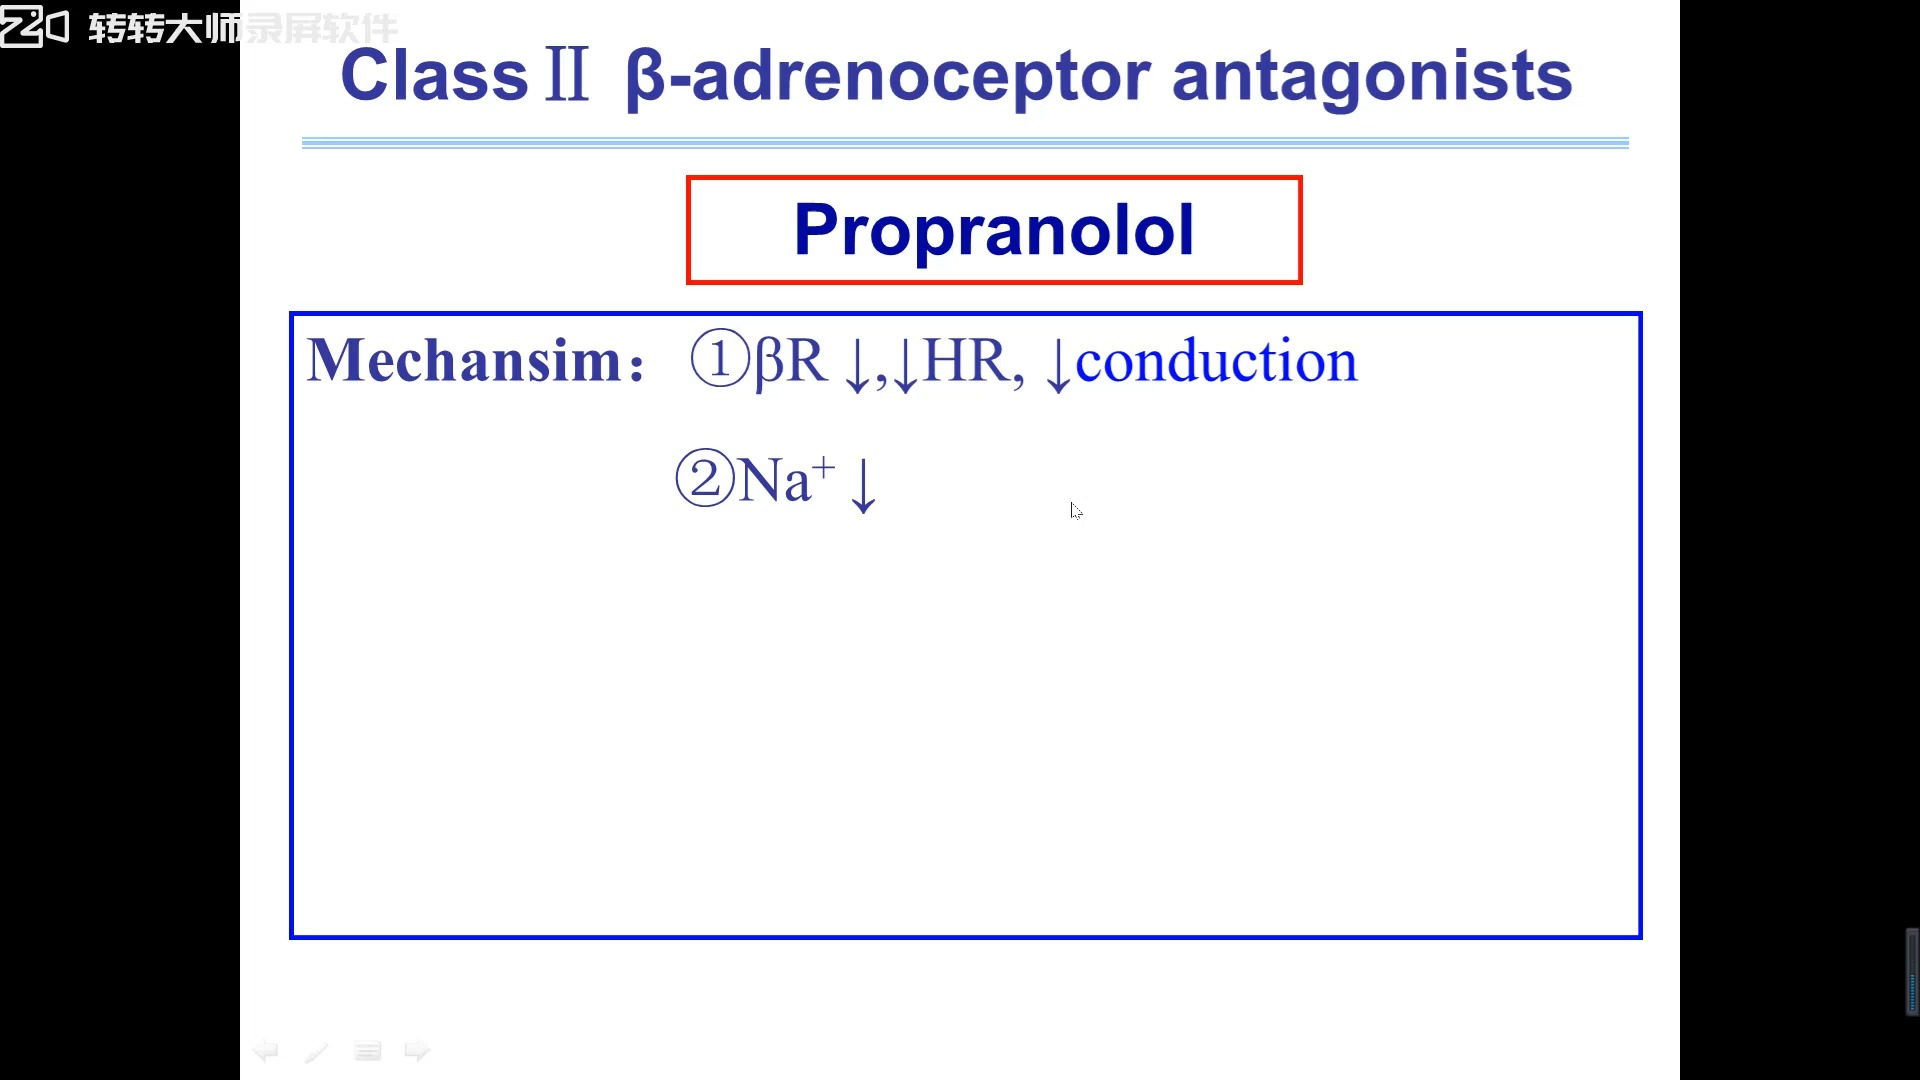 转转大师录屏软件
Class Ⅱ β-adrenoceptor antagonists
Propranolol
Mechansim： ①βR ↓,↓HR, ↓conduction
②Na⁺ ↓